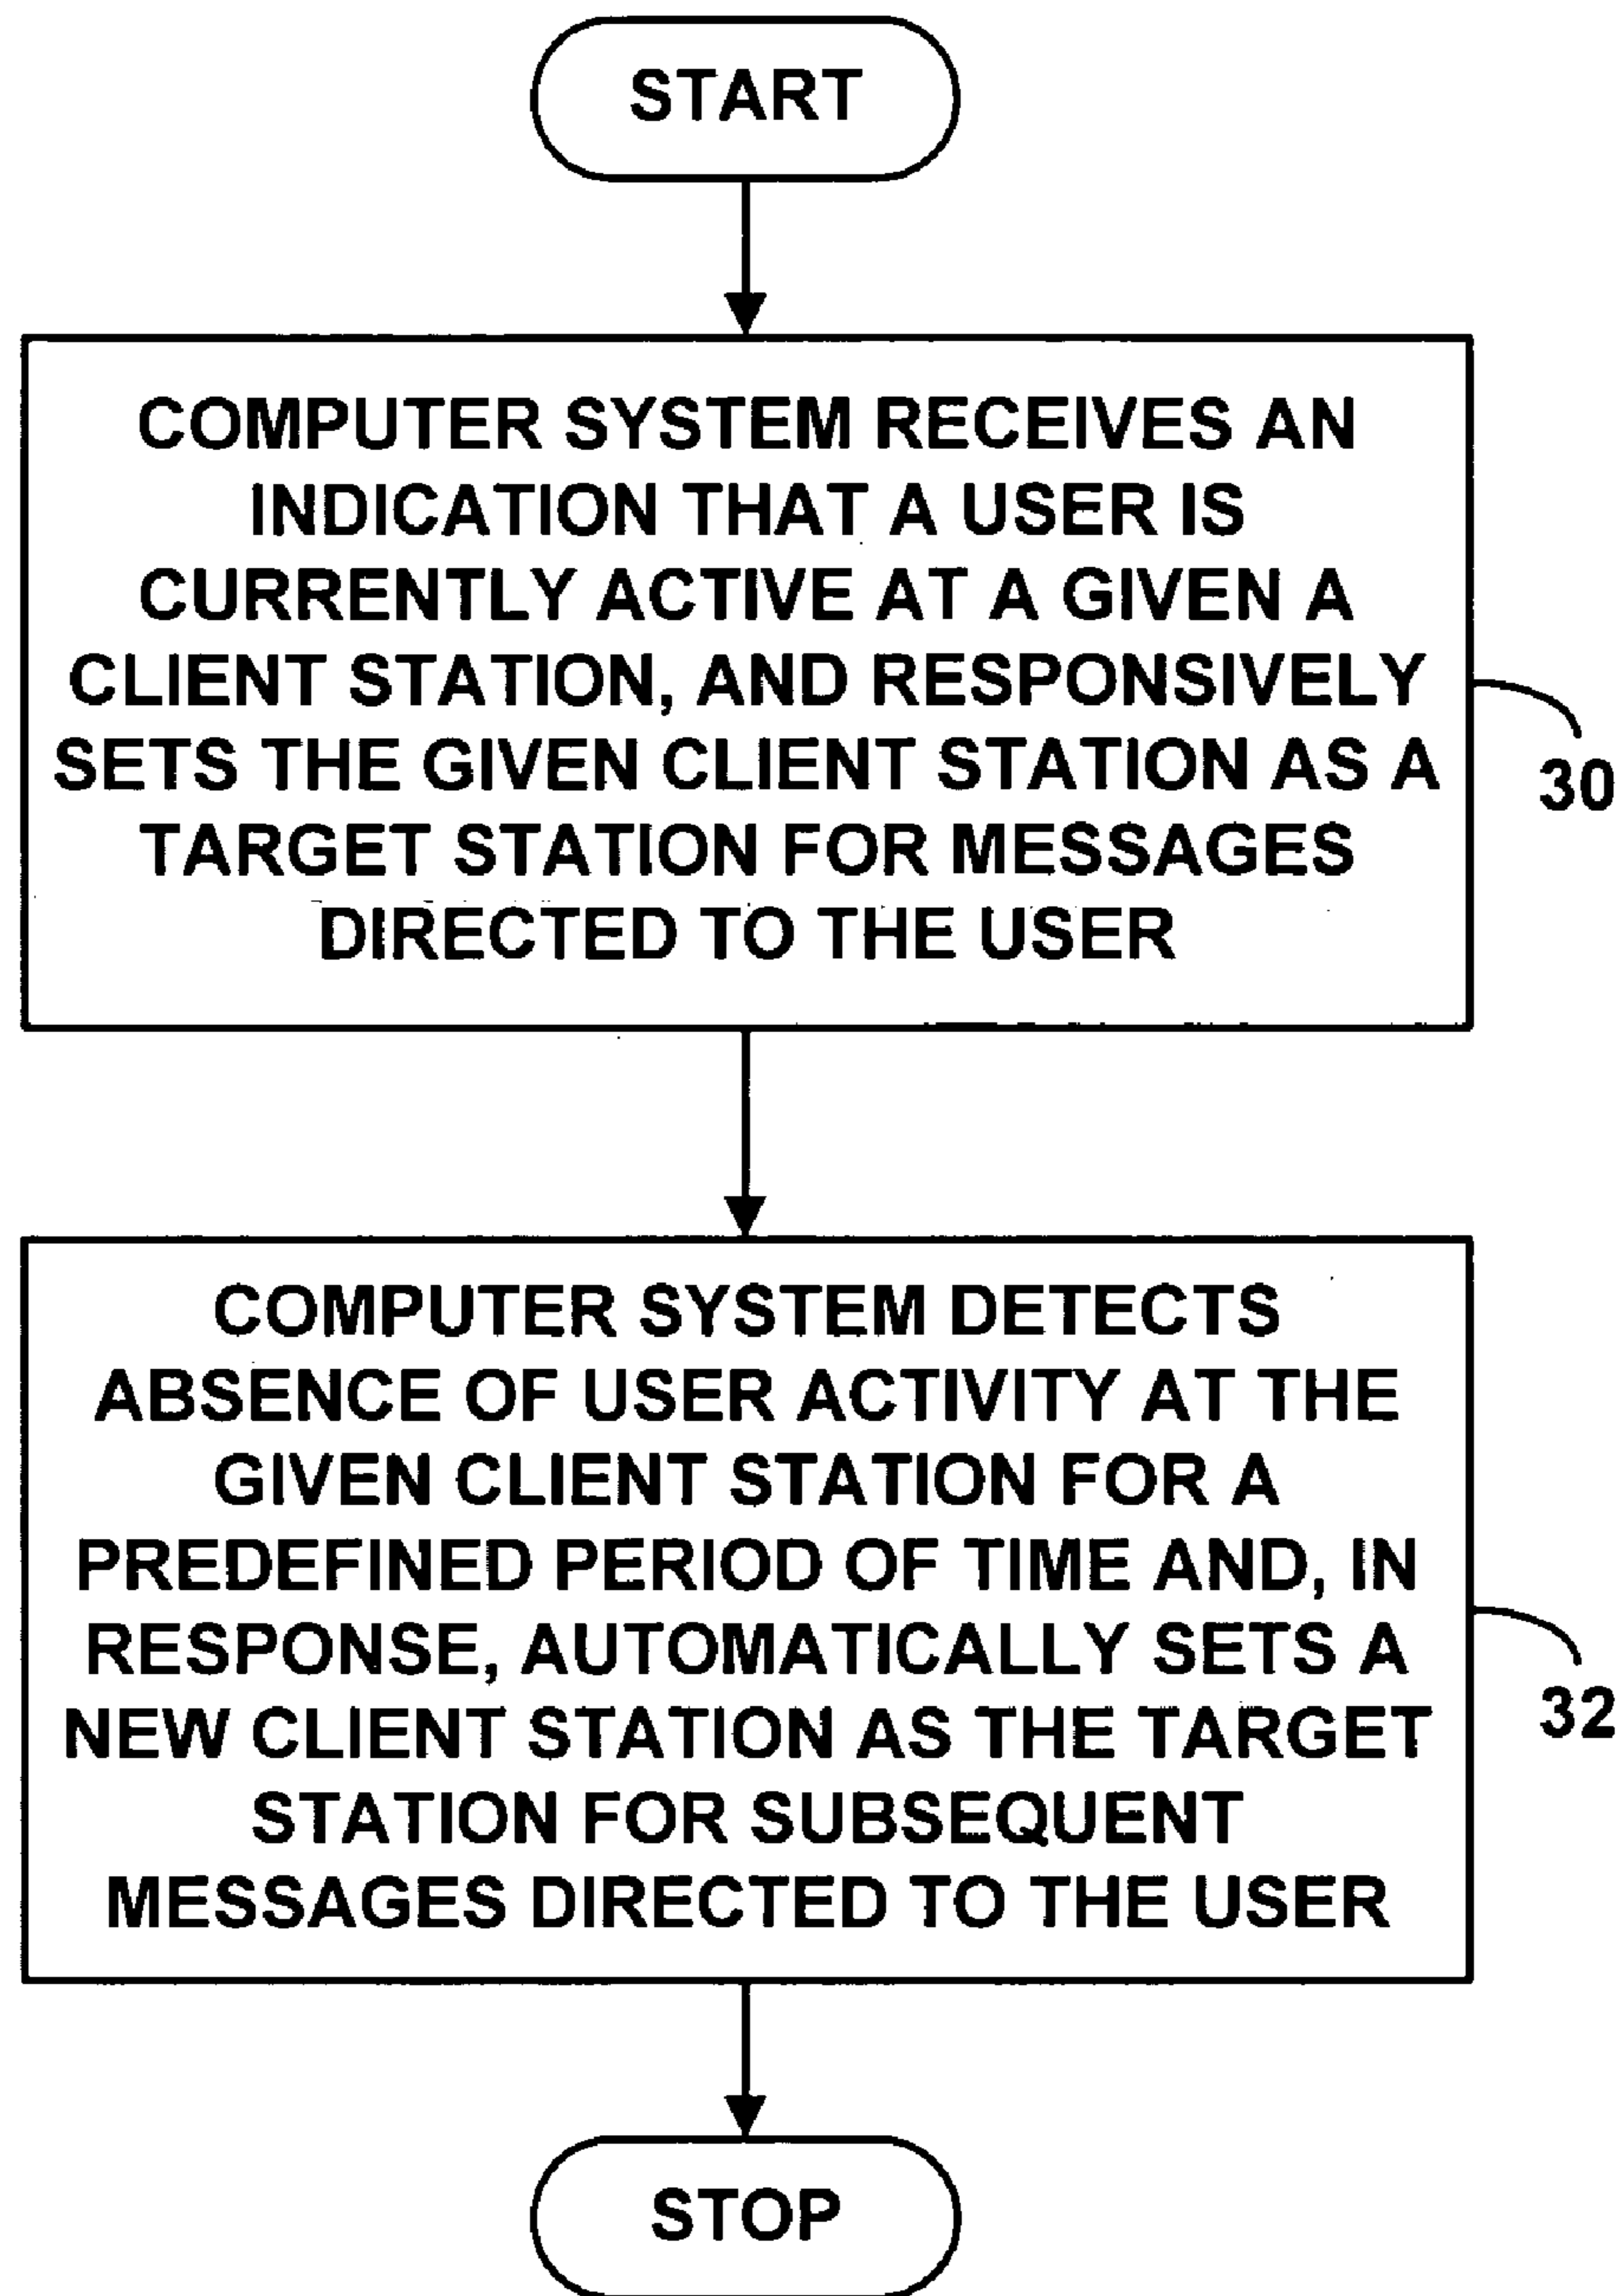 START
COMPUTER SYSTEM RECEIVES AN
INDICATION THAT A USER IS
CURRENTLY ACTIVE AT A GIVEN A
CLIENT STATION, AND RESPONSIVELY
SETS THE GIVEN CLIENT STATION AS A
TARGET STATION FOR MESSAGES
DIRECTED TO THE USER
30
COMPUTER SYSTEM DETECTS
ABSENCE OF USER ACTIVITY AT THE
GIVEN CLIENT STATION FOR A
PREDEFINED PERIOD OF TIME AND, IN
RESPONSE, AUTOMATICALLY SETS A
NEW CLIENT STATION AS THE TARGET
STATION FOR SUBSEQUENT
MESSAGES DIRECTED TO THE USER
32
STOP